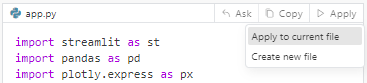 app.py Ask Copy Apply
Apply to current file
import streamlit as st
Create new file
import pandas as pd
import plotly.express as px